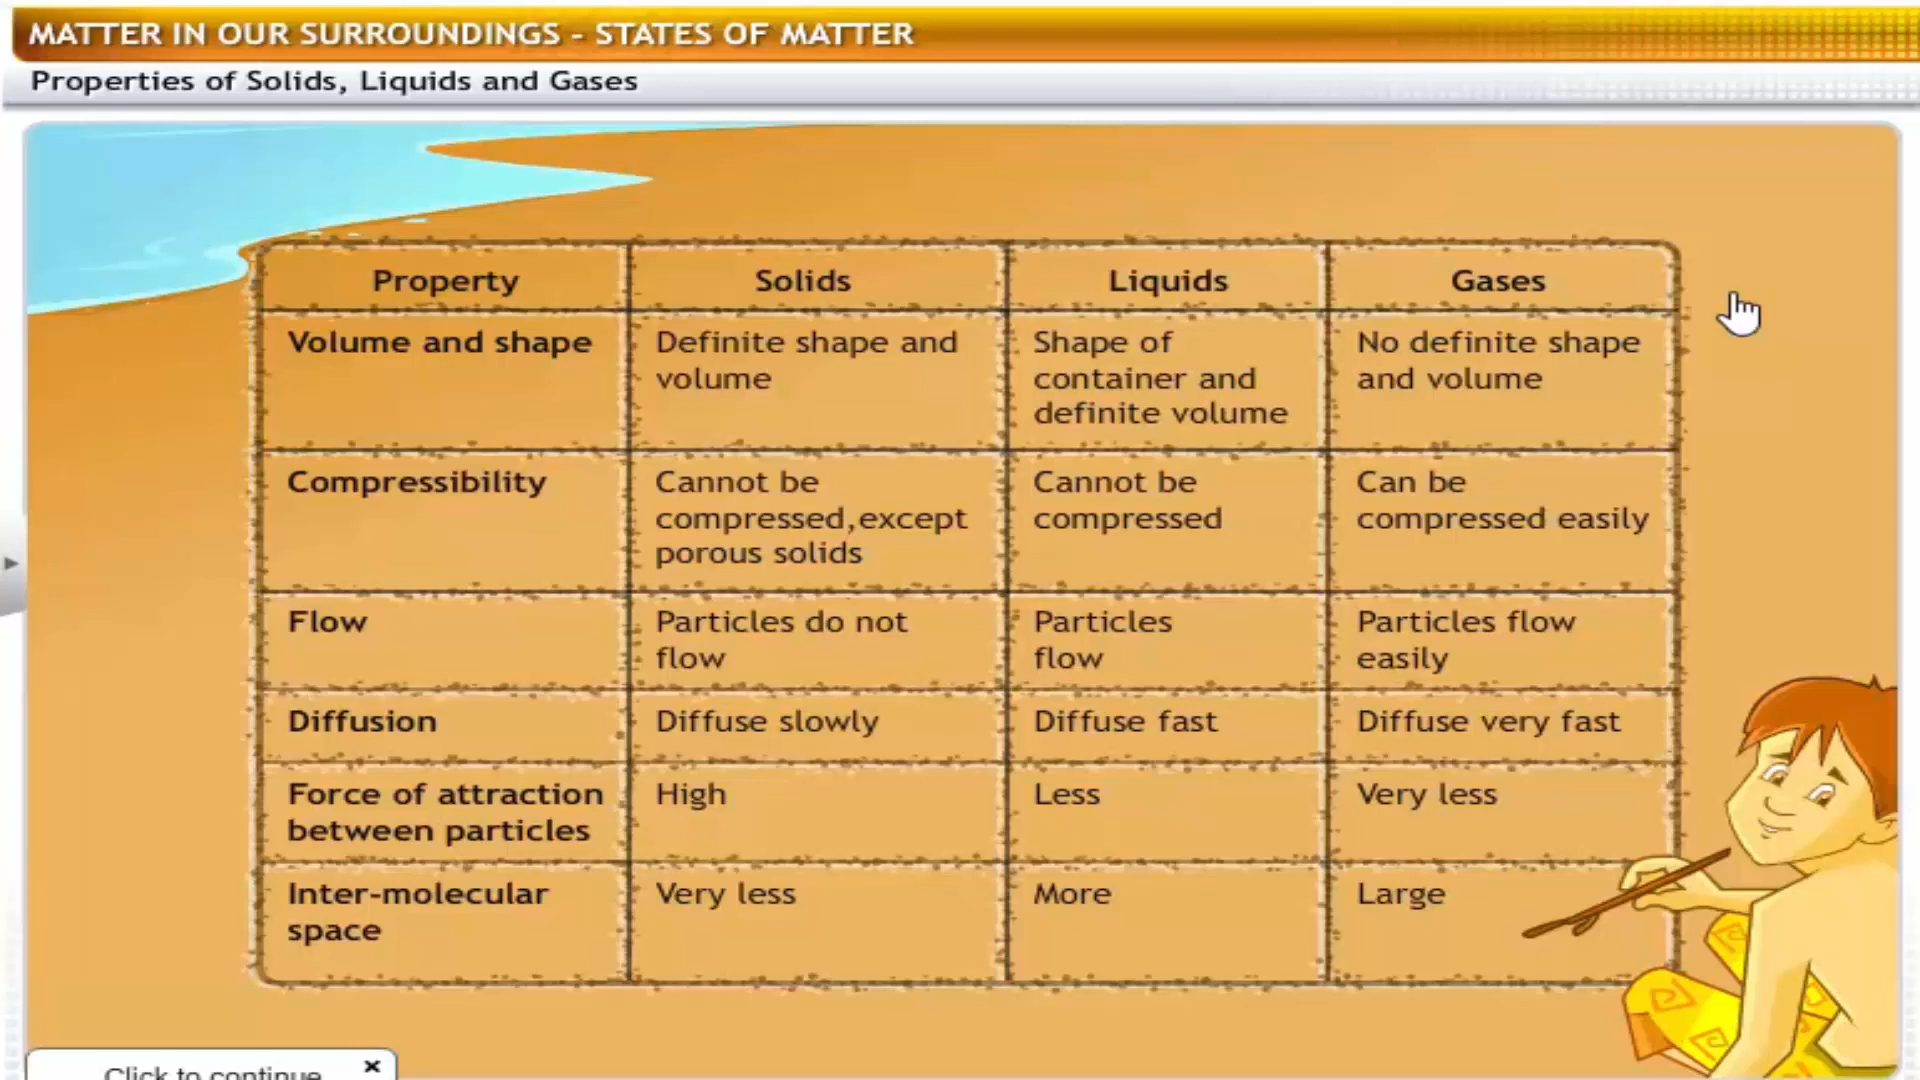 MATTER IN OUR SURROUNDINGS - STATES OF MATTER
Properties of Solids, Liquids and Gases
Property Solids Liquids Gases
Volume and shape
Definite shape and
volume
Shape of
container and
definite volume
No definite shape
and volume
Compressibility
Cannot be
compressed,except
porous solids
Cannot be
compressed
Can be
compressed easily
Flow
Particles do not
flow
Particles
flow
Particles flow
easily
Diffusion
Diffuse slowly
Diffuse fast
Diffuse very fast
Force of attraction
between particles
High
Less
Very less
Inter-molecular
space
Very less
More
Large
Click to continue